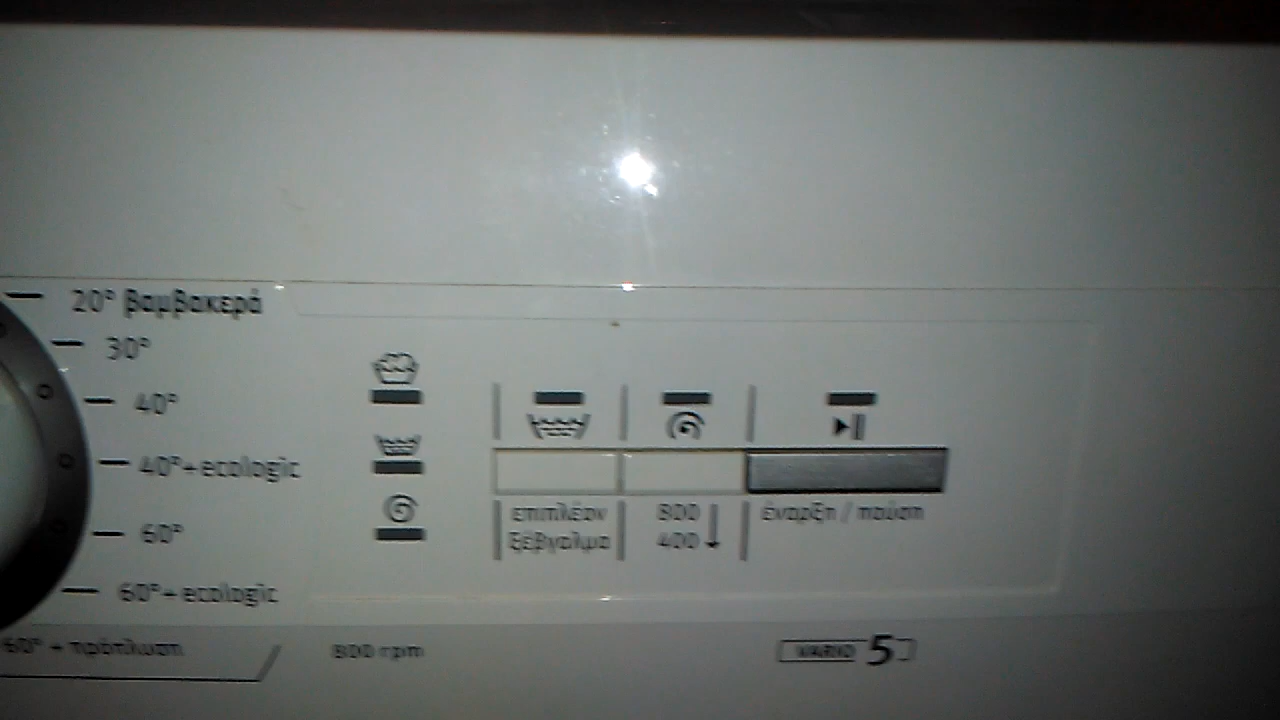 20° βαμβακερά
30°
40°
40°+ecologic
60°
60°+ecologic
επιπλέον
ξέβγαλμα
800
400
έναρξη / παύση
60° + πρόπλυση
800 rpm
VARIO 5